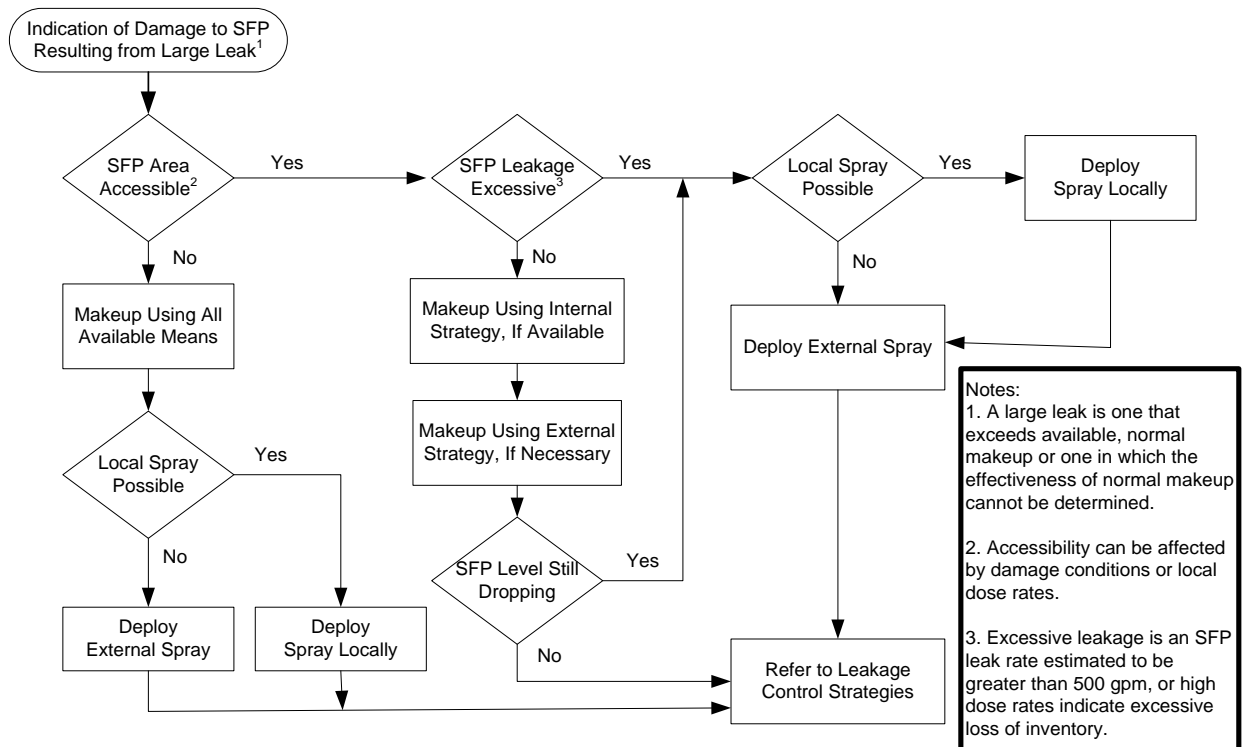 Indication of Damage to SFP
Resulting from Large Leak1
SFP Area
Accessible2
Yes
SFP Leakage
Excessive3
Yes
Local Spray
Possible
Yes
Deploy
Spray Locally
No
No
No
Makeup Using All
Available Means
Makeup Using Internal
Strategy, If Available
Deploy External Spray
Makeup Using External
Strategy, If Necessary
Local Spray
Possible
Yes
No
SFP Level Still
Dropping
Yes
No
Deploy
External Spray
Deploy
Spray Locally
Refer to Leakage
Control Strategies
Notes:
1. A large leak is one that
exceeds available, normal
makeup or one in which the
effectiveness of normal makeup
cannot be determined.
2. Accessibility can be affected
by damage conditions or local
dose rates.
3. Excessive leakage is an SFP
leak rate estimated to be
greater than 500 gpm, or high
dose rates indicate excessive
loss of inventory.